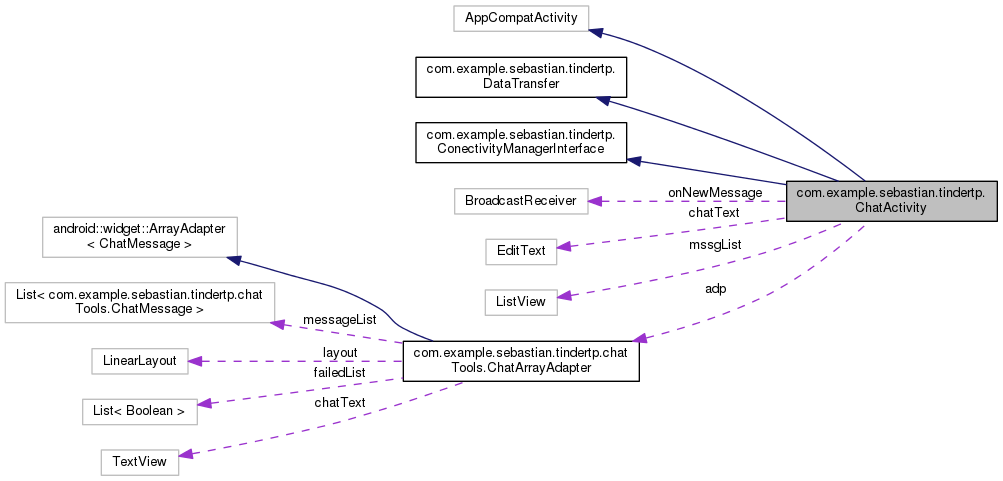 AppCompatActivity
com.example.sebastian.tindertp.
DataTransfer
com.example.sebastian.tindertp.
ConectivityManagerInterface
com.example.sebastian.tindertp.
ChatActivity
onNewMessage
BroadcastReceiver
chatText
EditText
mssgList
ListView
adp
android::widget::ArrayAdapter
< ChatMessage >
List< com.example.sebastian.tindertp.chat
Tools.ChatMessage >
messageList
com.example.sebastian.tindertp.chat
Tools.ChatArrayAdapter
layout
LinearLayout
failedList
List< Boolean >
chatText
TextView